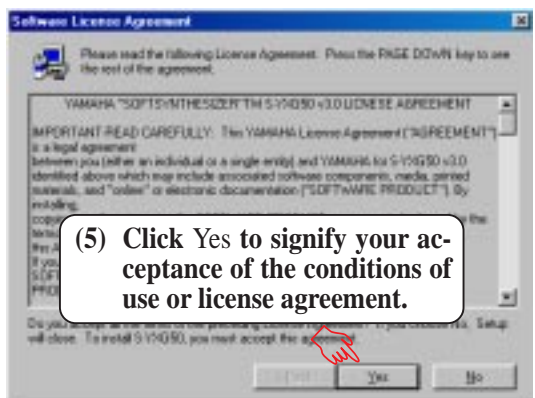 Software License Agreement
Please read the following License Agreement. Press the PAGE DOWN key to see
the rest of the agreement.
YAMAHA "SOFTSYNTHESIZER" TM S-YXG50 v3.0 LICNESE AGREEMENT
IMPORTANT-READ CAREFULLY: This YAMAHA License Agreement ("AGREEMENT")
is a legal agreement
between you (either an individual or a single entity) and YAMAHA for S-YXG50 v3.0
identified above which may include associated software components, media, printed
materials, and "online" or electronic documentation ("SOFTWARE PRODUCT"). By
installing,
the
(5) Click Yes to signify your ac-
ceptance of the conditions of
use or license agreement.
Do you accept all the terms of the preceding License Agreement? If you choose No, Setup
will close. To install S-YXG50, you must accept this agreement.
Yes
No